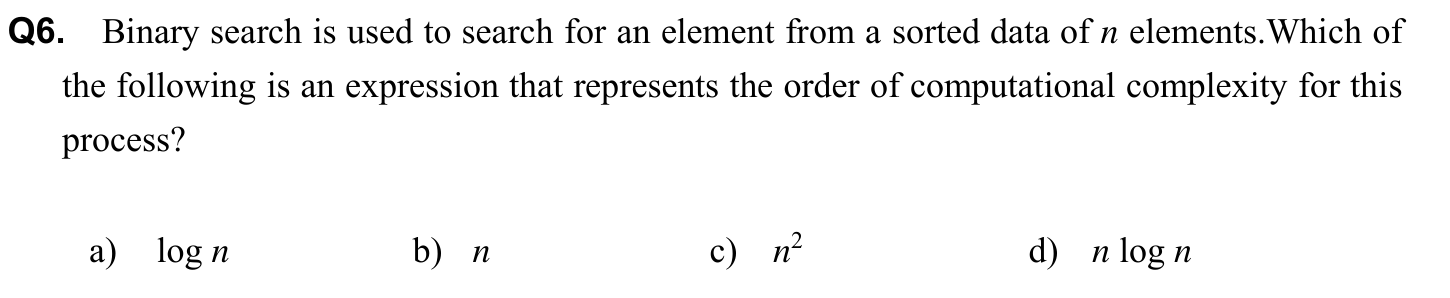 Q6. Binary search is used to search for an element from a sorted data of n elements.Which of
the following is an expression that represents the order of computational complexity for this
process?
a) log n b) n c) n² d) n log n